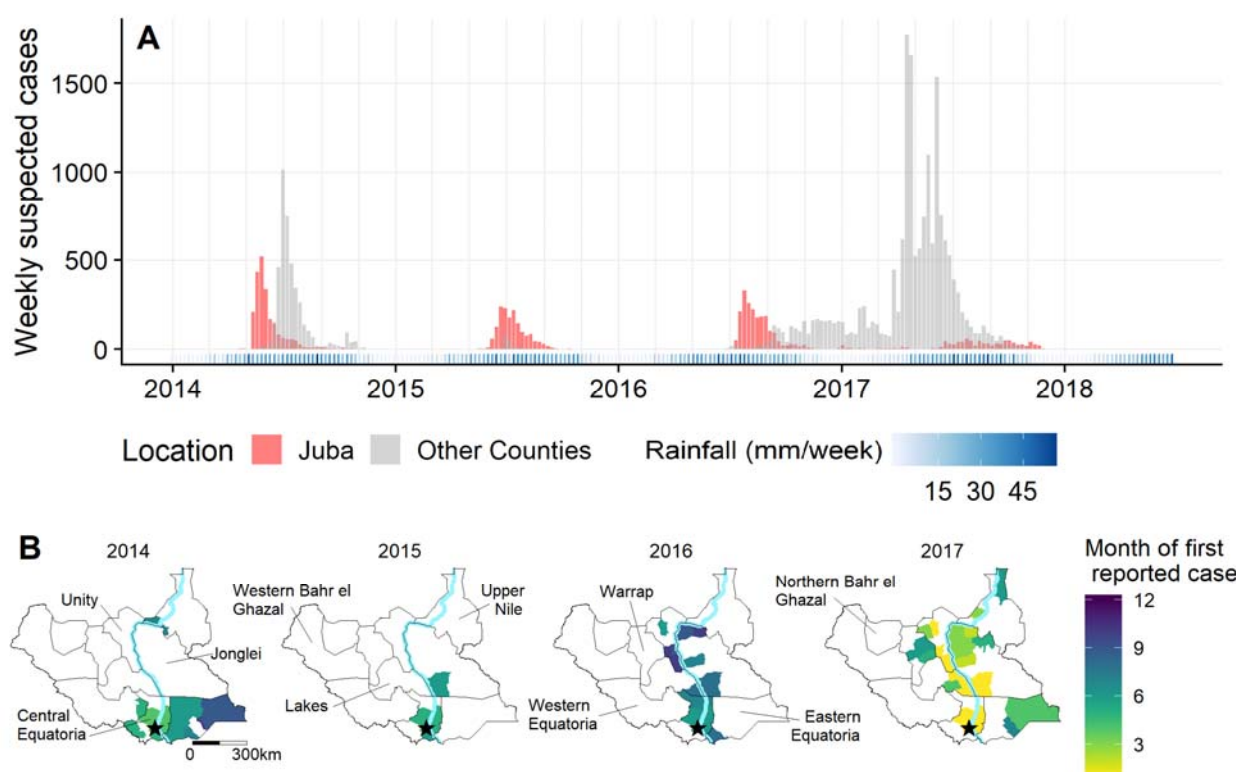 A
Weekly suspected cases
1500
1000
500
0
2014 2015 2016 2017 2018
Location Juba Other Counties Rainfall (mm/week)
15 30 45
B
2014 2015 2016 2017
Unity
Jonglei
Central
Equatoria
0 300km
Western Bahr el
Ghazal
Upper
Nile
Lakes
Warrap
Western
Equatoria
Eastern
Equatoria
Northern Bahr el
Ghazal
Month of first
reported case
12
9
6
3